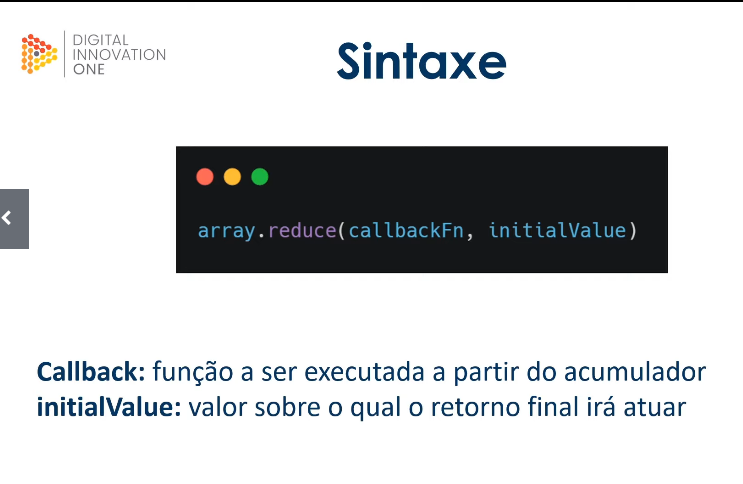 DIGITAL
INNOVATION
ONE
Sintaxe
array.reduce(callbackFn, initialValue)
Callback: função a ser executada a partir do acumulador
initialValue: valor sobre o qual o retorno final irá atuar